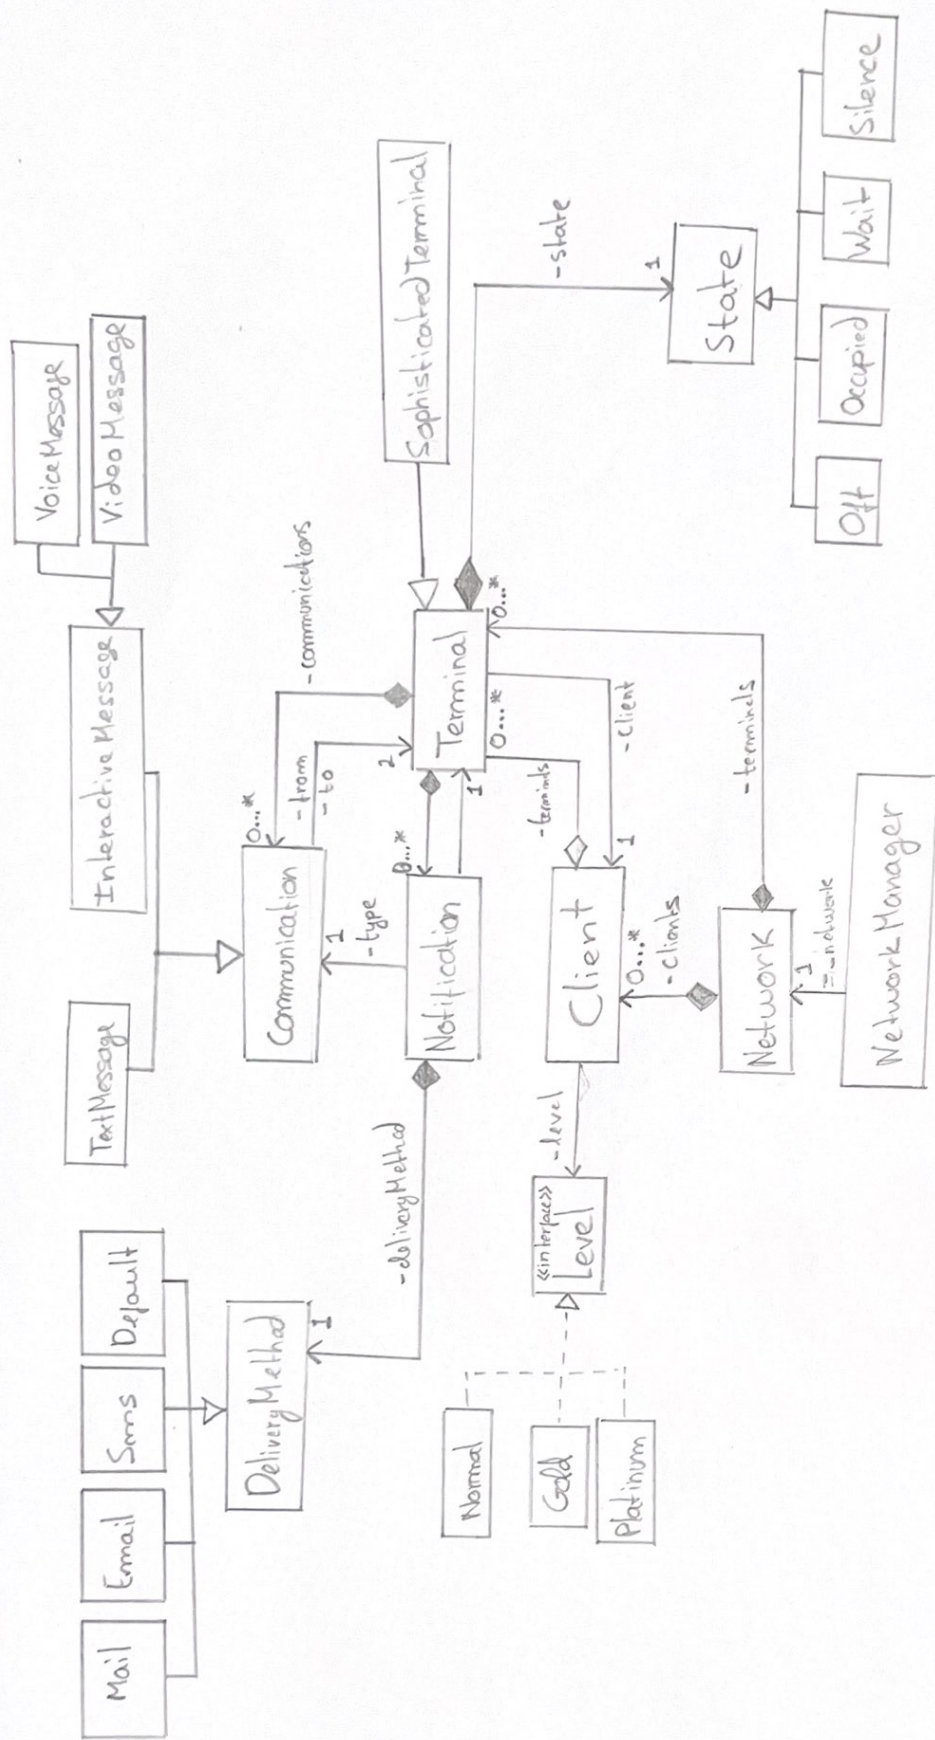 Mail
Email
Sms
Default
TextMessage
InteractiveMessage
VoiceMessage
VideoMessage
DeliveryMethod
1
-deliveryMethod
Communication
0...*
-communications
-from
-to
2
1
-type
Notification
0...*
1
Terminal
SophisticatedTerminal
0...*
0...*
Normal
Gold
Platinum
<<interface>>
Level
-level
Client
-terminals
1
-Client
0...*
-Clients
-state
1
State
Network
-terminals
1
-_network
NetworkManager
Off
Occupied
Wait
Silence